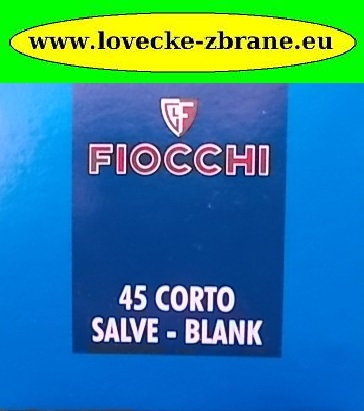 www.lovecke-zbrane.eu
FIOCCHI
45 CORTO
SALVE - BLANK